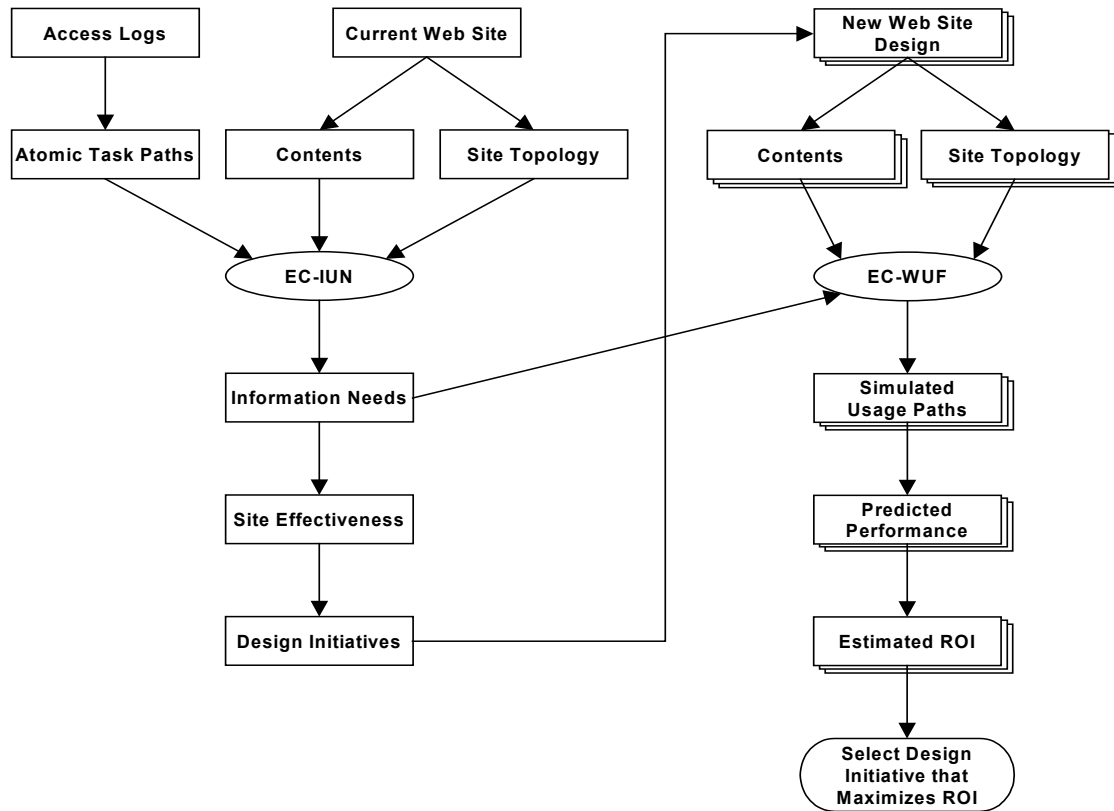 Access Logs
Current Web Site
New Web Site
Design
Atomic Task Paths
Contents
Site Topology
Contents
Site Topology
EC-IUN
EC-WUF
Information Needs
Simulated
Usage Paths
Site Effectiveness
Predicted
Performance
Design Initiatives
Estimated ROI
Select Design
Initiative that
Maximizes ROI